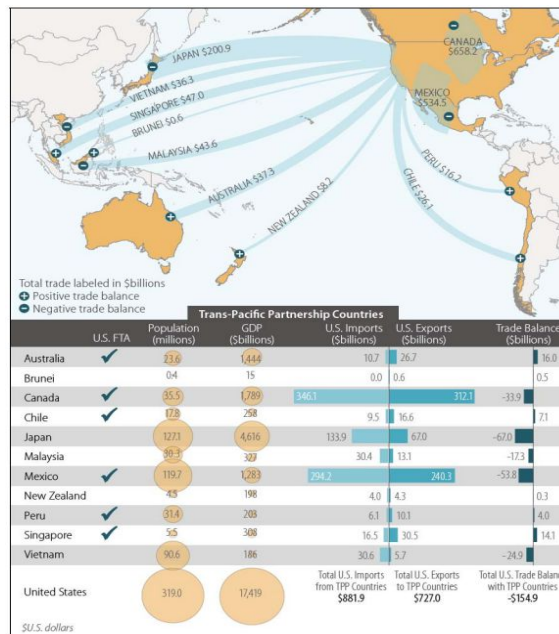 CANADA
$658.2
JAPAN $200.9
VIETNAM $36.3
SINGAPORE $47.0
BRUNEI $0.6
MEXICO
$534.5
MALAYSIA $43.6
AUSTRALIA $37.3
NEW ZEALAND $8.2
PERU $16.2
CHILE $26.1
Total trade labeled in $billions
+ Positive trade balance
- Negative trade balance
Trans-Pacific Partnership Countries
U.S. FTA Population (millions) GDP ($billions) U.S. Imports ($billions) U.S. Exports ($billions) Trade Balance ($billions)
Australia ✓ 23.6 1,444 10.7 26.7 16.0
Brunei 0.4 15 0.0 0.6 0.5
Canada ✓ 35.5 1,789 346.1 312.1 -33.9
Chile ✓ 17.8 258 9.5 16.6 7.1
Japan 127.1 4,616 133.9 67.0 -67.0
Malaysia 30.3 327 30.4 13.1 -17.3
Mexico ✓ 119.7 1,283 294.2 240.3 -53.8
New Zealand 4.5 198 4.0 4.3 0.3
Peru ✓ 31.4 203 6.1 10.1 4.0
Singapore ✓ 5.5 308 16.5 30.5 14.1
Vietnam 90.6 186 30.6 5.7 -24.9
United States 319.0 17,419
Total U.S. Imports from TPP Countries $881.9
Total U.S. Exports to TPP Countries $727.0
Total U.S. Trade Balance with TPP Countries -$154.9
$U.S. dollars